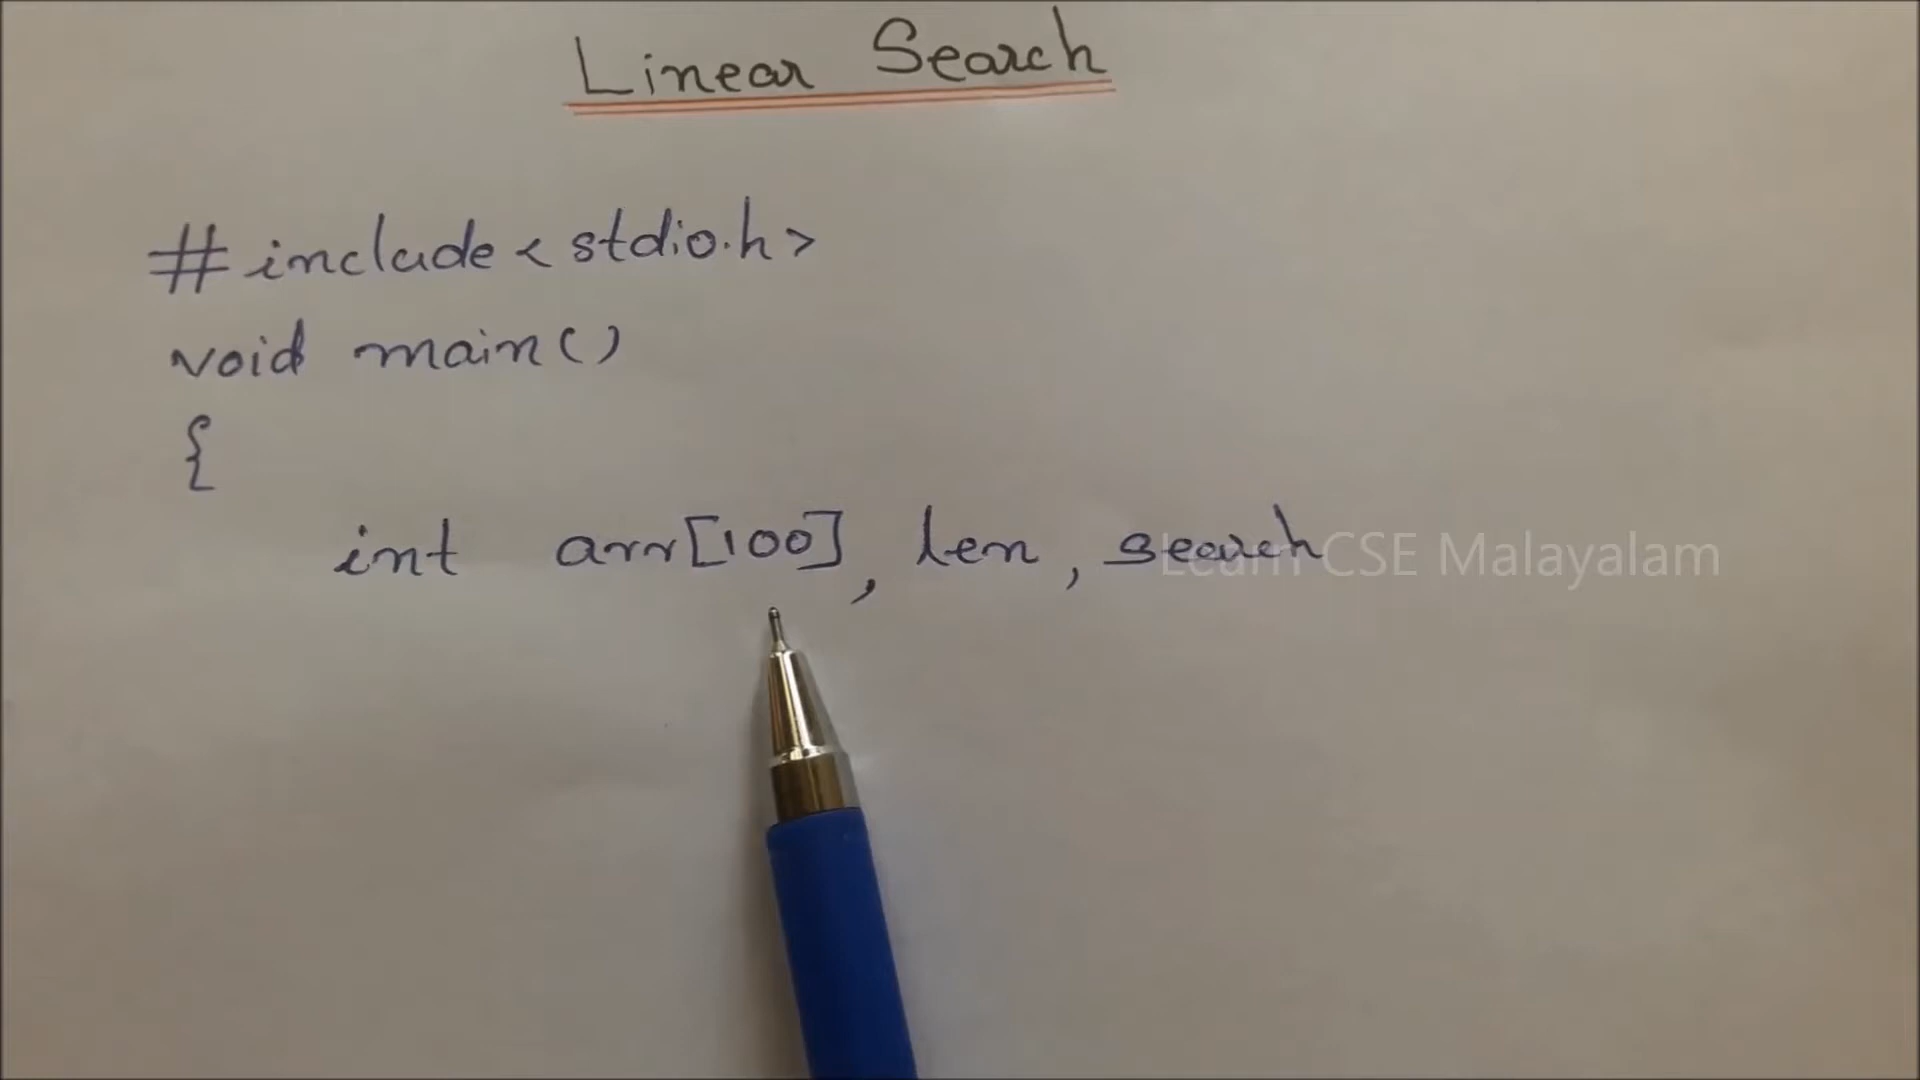 Linear Search
#include<stdio.h>
void main()
{
int arr[100], len, search
Learn CSE Malayalam